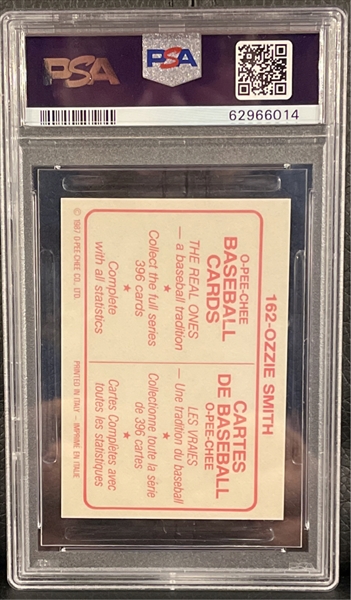 PSA
PSA
62966014
162-OZZIE SMITH
O-PEE-CHEE
BASEBALL
CARDS
THE REAL ONES
— a baseball tradition
★
Collect the full series
396 cards
★
Complete
with all statistics
CARTES
DE BASEBALL
O-PEE-CHEE
LES VRAIES
— Une tradition du baseball
★
Collectionne toute la série
de 396 cartes
★
Cartes Complètes avec
toutes les statistiques
© 1987 O-PEE-CHEE CO., LTD.
PRINTED IN ITALY – IMPRIMÉ EN ITALIE